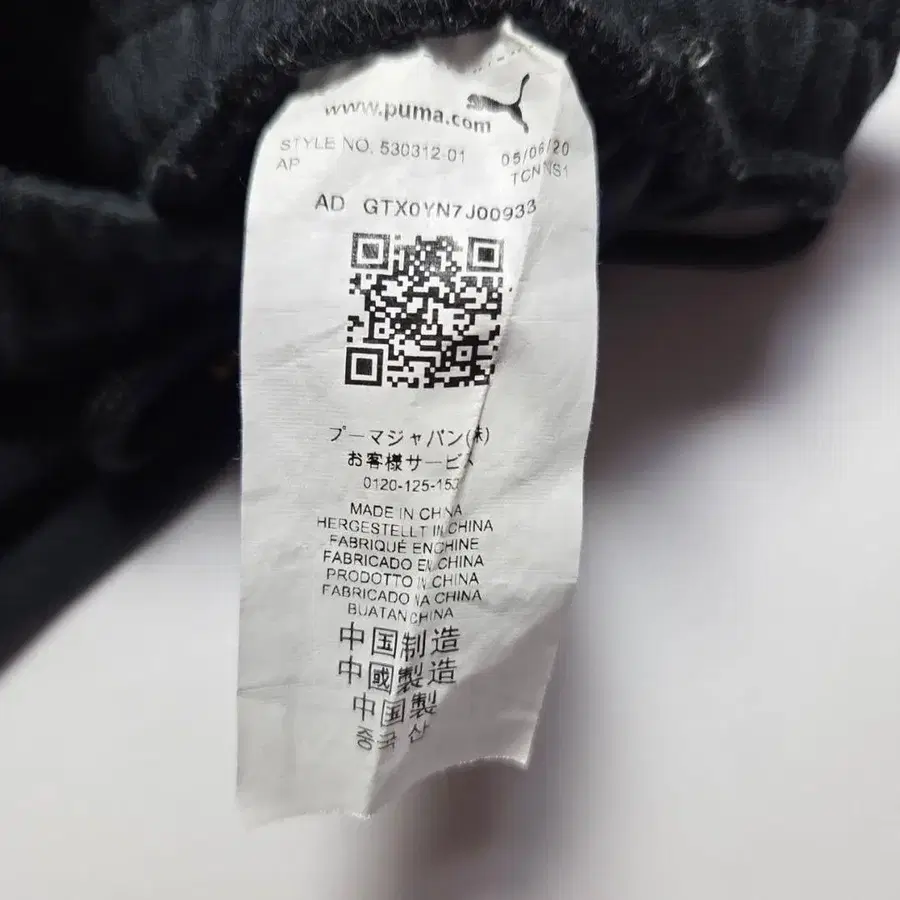 www.puma.com
STYLE NO. 530312-01 05/06/20
AP
AD GTX0YN7J00933
プーマジャパン(株)
お客様サービス
0120-125-15
MADE IN CHINA
HERGESTELLT IN CHINA
FABRIQUÉ EN CHINE
FABRICADO EN CHINA
PRODOTTO IN CHINA
FABRICADO NA CHINA
BUATAN CHINA
中国制造
中國製造
中国製
중국 산